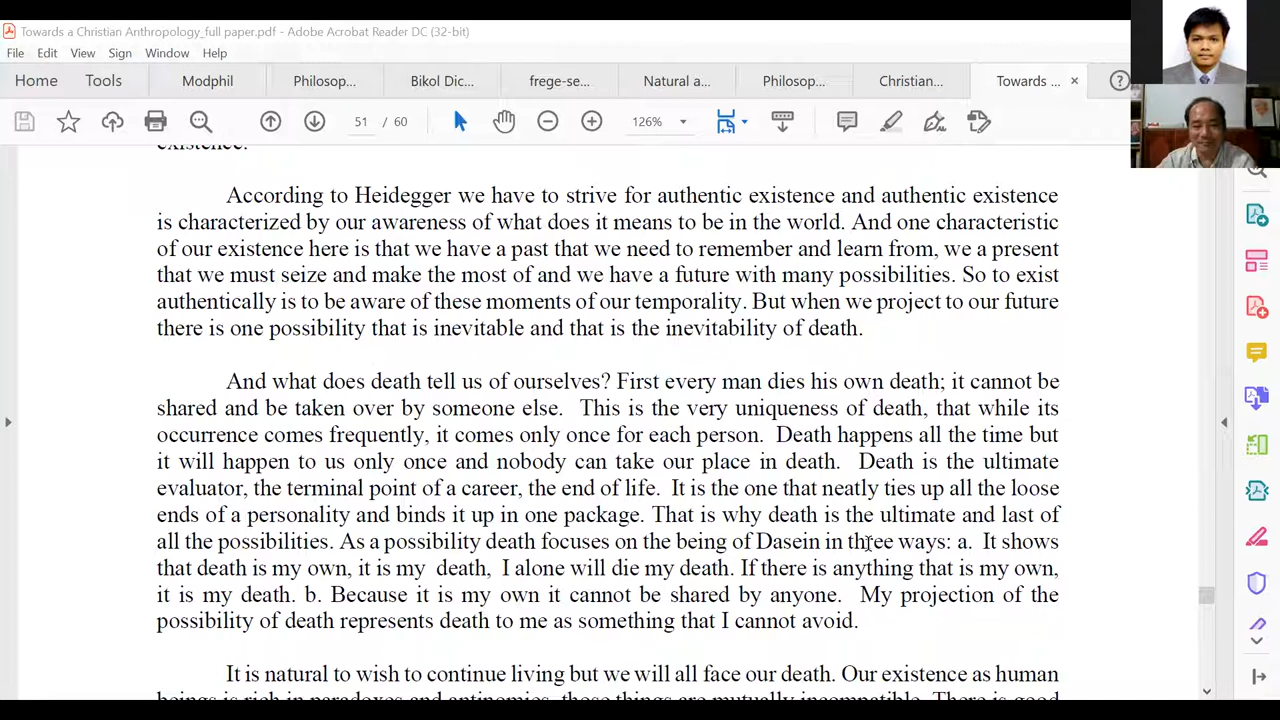 Towards a Christian Anthropology_full paper.pdf - Adobe Acrobat Reader DC (32-bit)
File Edit View Sign Window Help
Home Tools Modphil Philosop... Bikol Dic... frege-se... Natural a... Philosop... Christian... Towards ... ×
51 / 60 126%
existence.
According to Heidegger we have to strive for authentic existence and authentic existence
is characterized by our awareness of what does it means to be in the world. And one characteristic
of our existence here is that we have a past that we need to remember and learn from, we a present
that we must seize and make the most of and we have a future with many possibilities. So to exist
authentically is to be aware of these moments of our temporality. But when we project to our future
there is one possibility that is inevitable and that is the inevitability of death.
And what does death tell us of ourselves? First every man dies his own death; it cannot be
shared and be taken over by someone else. This is the very uniqueness of death, that while its
occurrence comes frequently, it comes only once for each person. Death happens all the time but
it will happen to us only once and nobody can take our place in death. Death is the ultimate
evaluator, the terminal point of a career, the end of life. It is the one that neatly ties up all the loose
ends of a personality and binds it up in one package. That is why death is the ultimate and last of
all the possibilities. As a possibility death focuses on the being of Dasein in three ways: a. It shows
that death is my own, it is my death, I alone will die my death. If there is anything that is my own,
it is my death. b. Because it is my own it cannot be shared by anyone. My projection of the
possibility of death represents death to me as something that I cannot avoid.
It is natural to wish to continue living but we will all face our death. Our existence as human
beings is rich in paradoxes and antinomies, these things are mutually incompatible. There is good